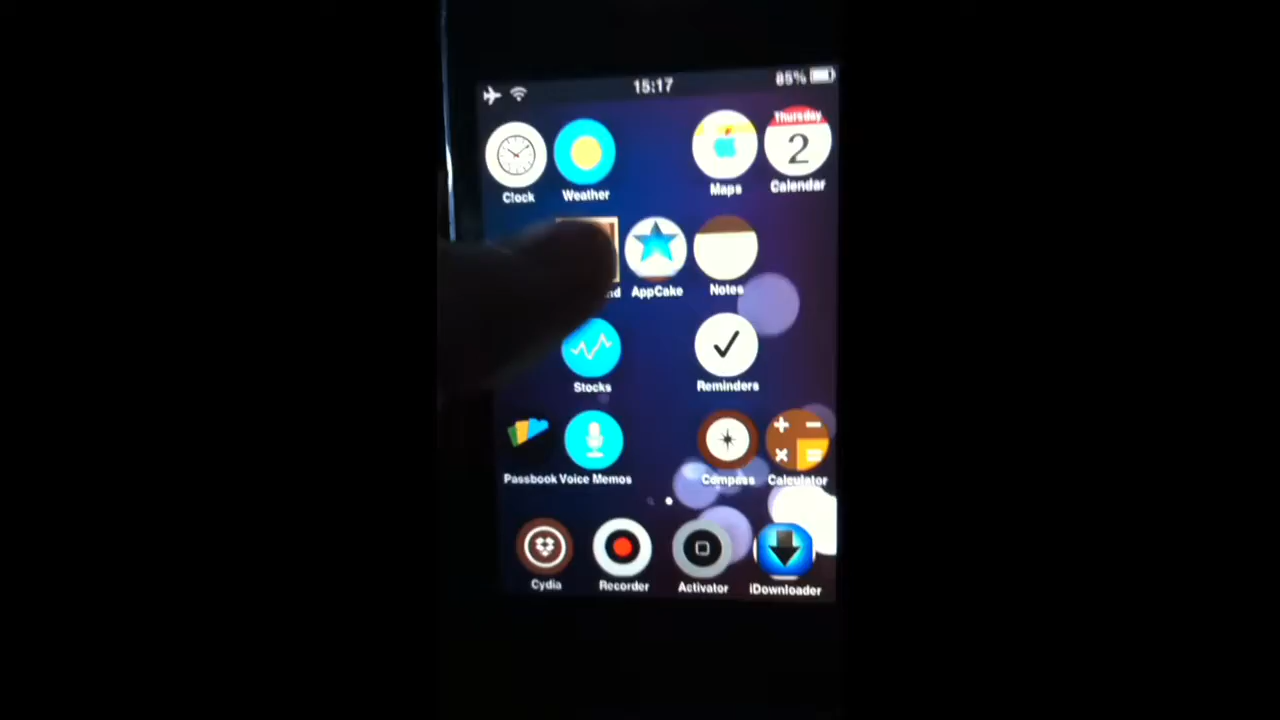 15:17 85%
Thursday
2
Clock Weather Maps Calendar
nd AppCake Notes
Stocks Reminders
Passbook Voice Memos Compass Calculator
Cydia Recorder Activator iDownloader